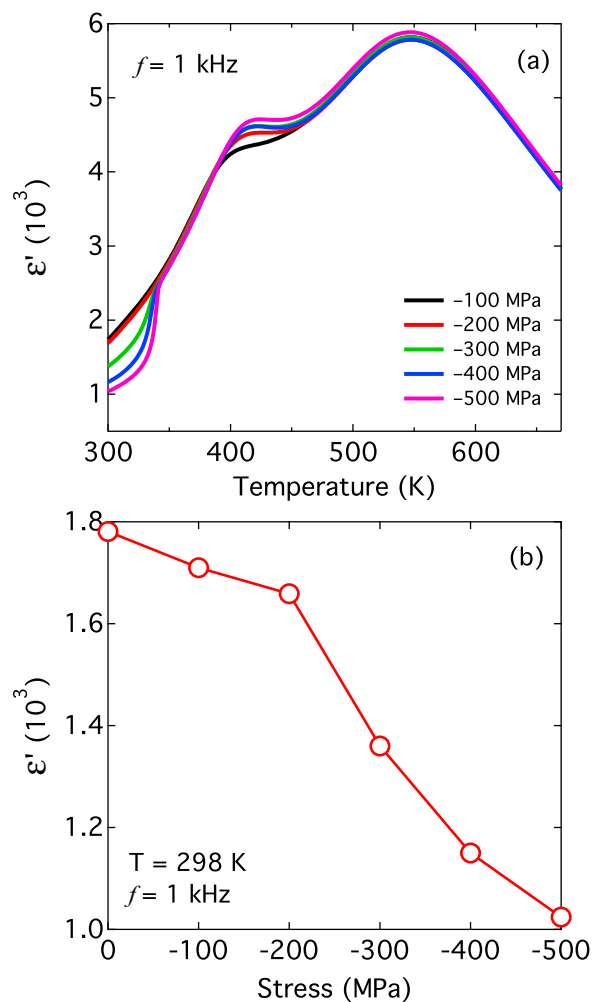 6
f = 1 kHz
(a)
5
4
ε' (10³)
3
2
1
–100 MPa
–200 MPa
–300 MPa
–400 MPa
–500 MPa
300
400
500
600
Temperature (K)
1.8
(b)
1.6
ε' (10³)
1.4
1.2
T = 298 K
f = 1 kHz
1.0
0
-100
-200
-300
-400
-500
Stress (MPa)